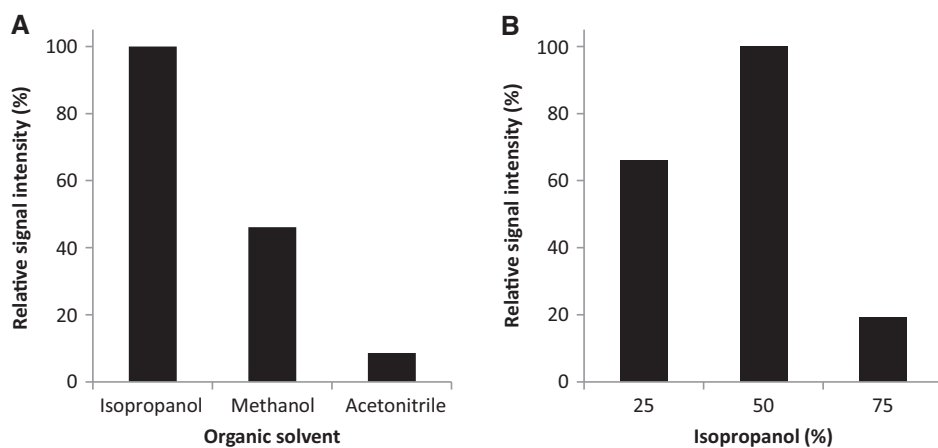 A
Relative signal intensity (%)
100
80
60
40
20
0
Isopropanol Methanol Acetonitrile
Organic solvent
B
Relative signal intensity (%)
100
80
60
40
20
0
25 50 75
Isopropanol (%)